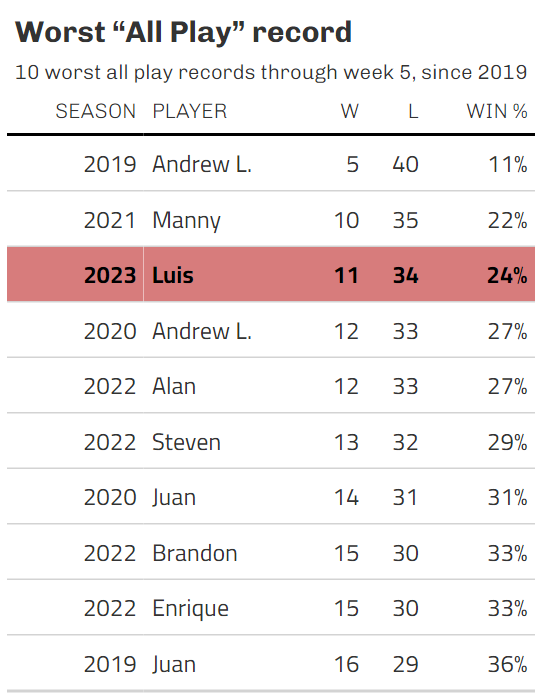 Worst “All Play” record
10 worst all play records through week 5, since 2019
SEASON PLAYER W L WIN %
2019 Andrew L. 5 40 11%
2021 Manny 10 35 22%
2023 Luis 11 34 24%
2020 Andrew L. 12 33 27%
2022 Alan 12 33 27%
2022 Steven 13 32 29%
2020 Juan 14 31 31%
2022 Brandon 15 30 33%
2022 Enrique 15 30 33%
2019 Juan 16 29 36%